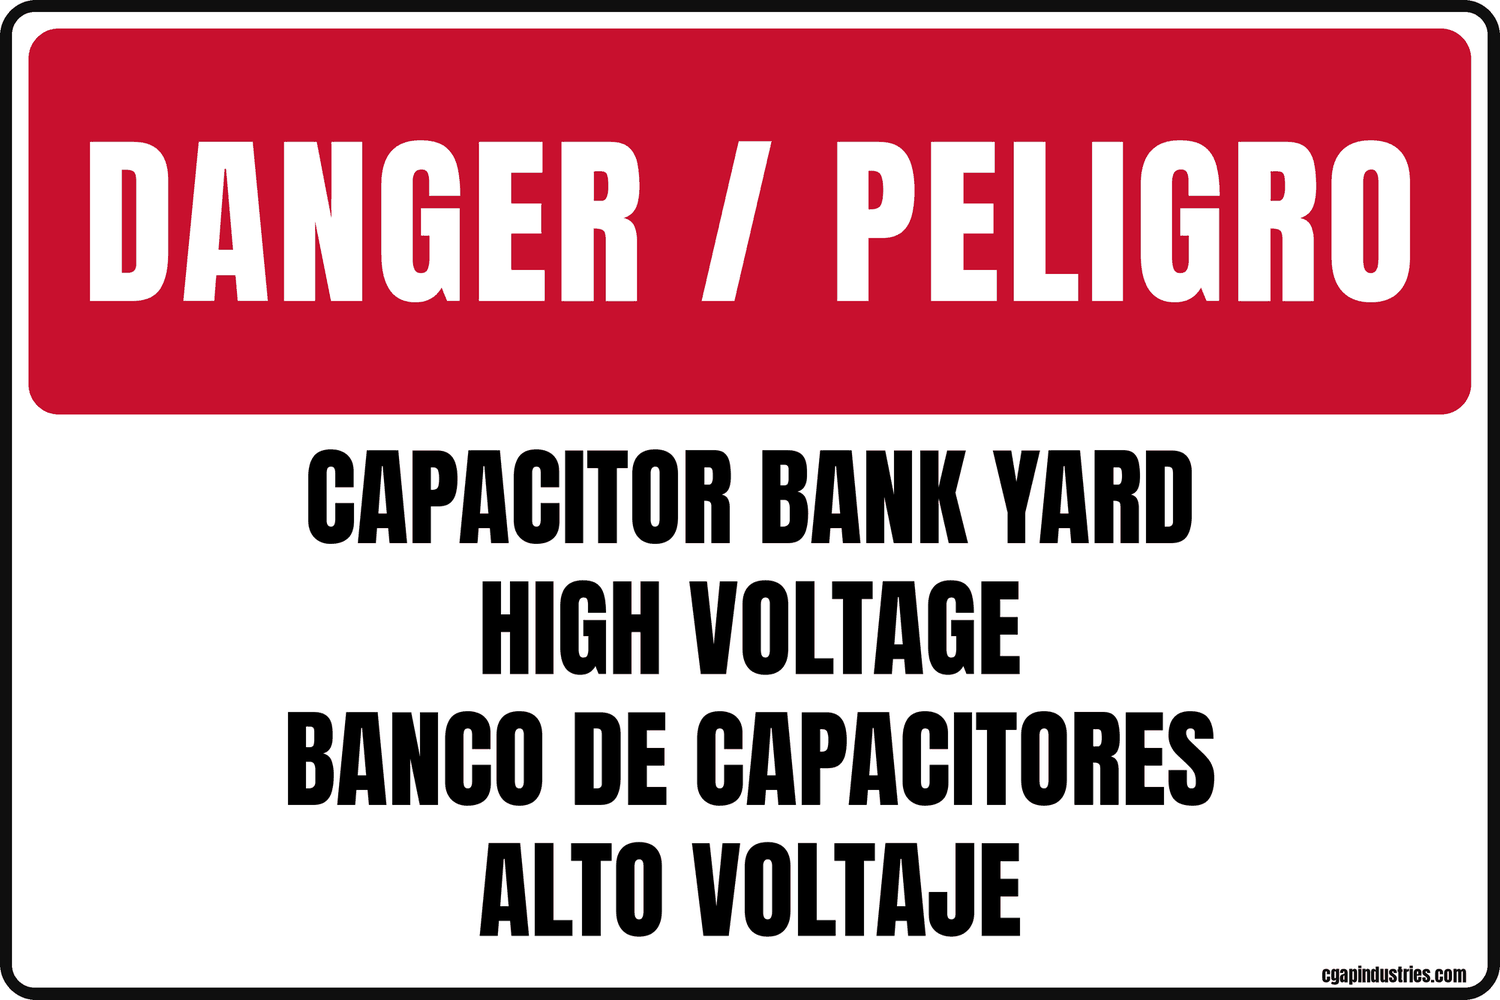 DANGER / PELIGRO
CAPACITOR BANK YARD
HIGH VOLTAGE
BANCO DE CAPACITORES
ALTO VOLTAJE
cgapindustries.com